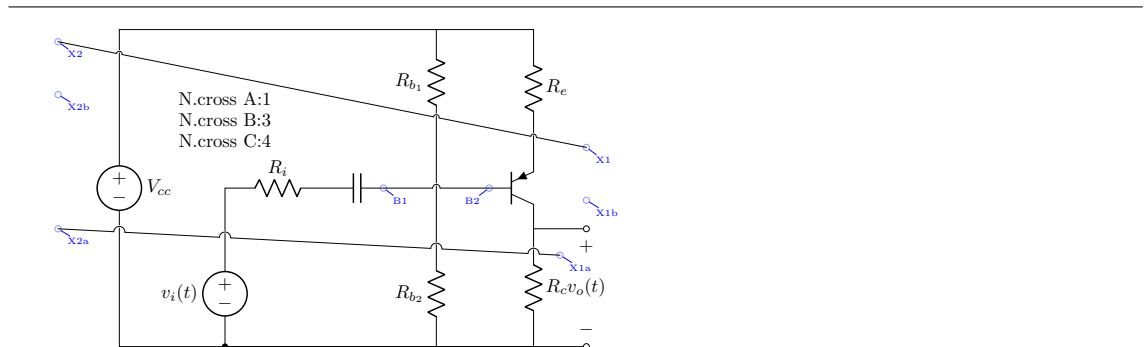 X2
X2b
N.cross A:1
N.cross B:3
N.cross C:4
R_{b_1}
R_e
X1
R_i
+
−
V_{cc}
B1
B2
X1b
X2a
+
X1a
v_i(t)
+
−
R_{b_2}
R_c v_o(t)
−